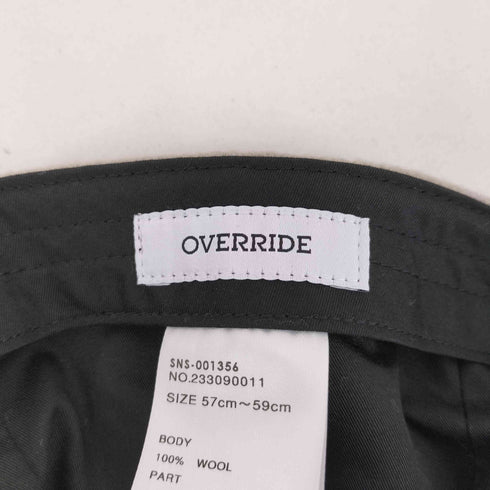 OVERRIDE
SNS-001356
NO.233090011
SIZE 57cm～59cm
BODY
100% WOOL
PART